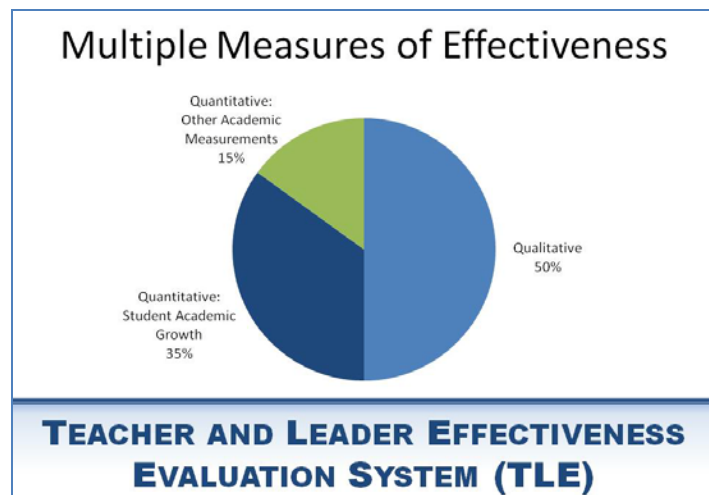 Multiple Measures of Effectiveness
Quantitative:
Other Academic
Measurements
15%
Qualitative
50%
Quantitative:
Student Academic
Growth
35%
TEACHER AND LEADER EFFECTIVENESS
EVALUATION SYSTEM (TLE)